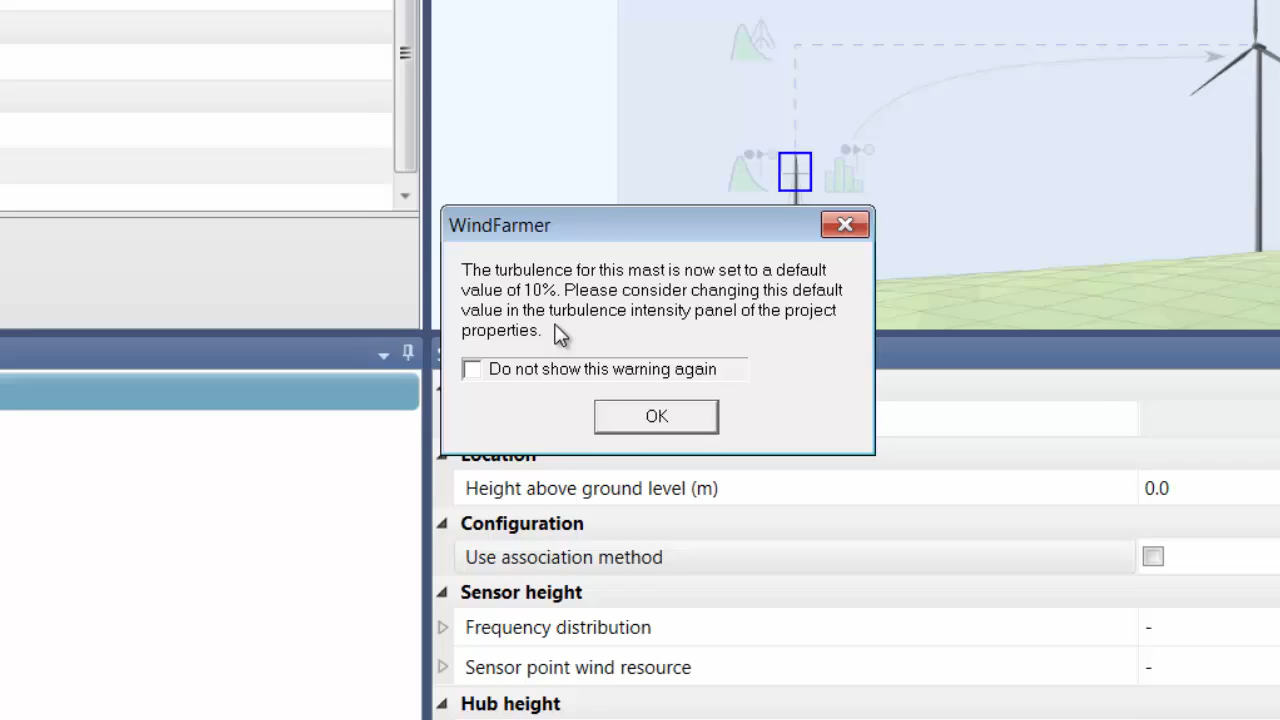 WindFarmer
The turbulence for this mast is now set to a default
value of 10%. Please consider changing this default
value in the turbulence intensity panel of the project
properties.
Do not show this warning again
OK
Location
Height above ground level (m) 0.0
Configuration
Use association method
Sensor height
Frequency distribution -
Sensor point wind resource -
Hub height